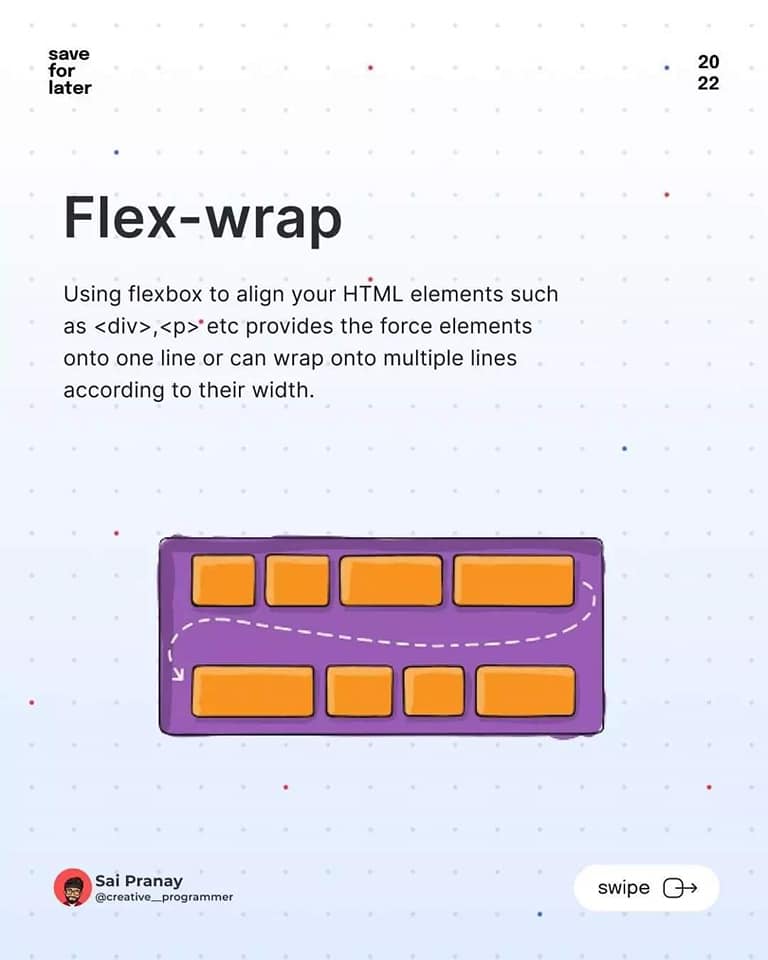 save
for
later
20
22
Flex-wrap
Using flexbox to align your HTML elements such
as <div>,<p> etc provides the force elements
onto one line or can wrap onto multiple lines
according to their width.
Sai Pranay
@creative__programmer
swipe